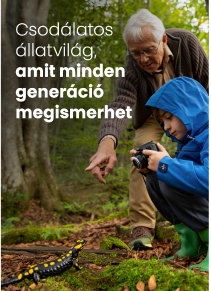 Csodálatos
állatvilág,
amit minden
generáció
megismerhet